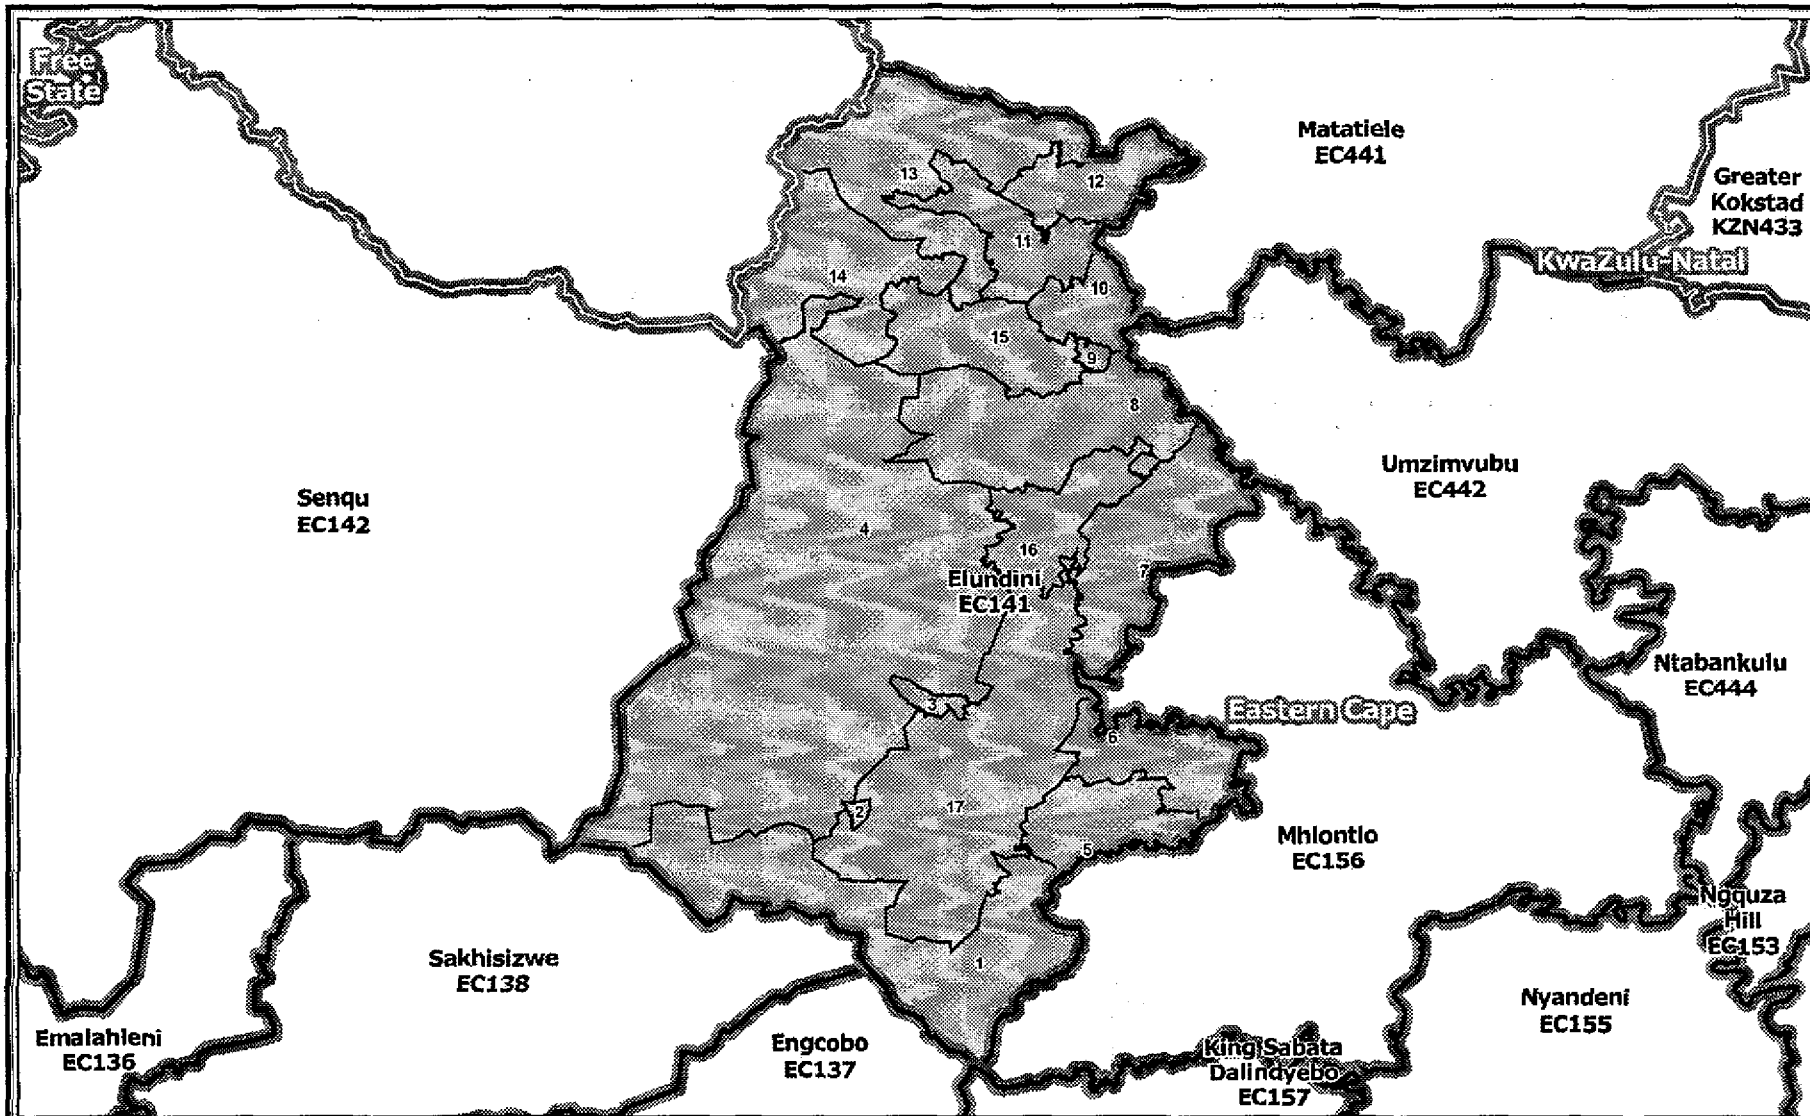 Free
State
Matatiele
EC441
Greater
Kokstad
KZN433
KwaZulu-Natal
13
12
11
14
10
15
9
8
Umzimvubu
EC442
Senqu
EC142
4
16
7
Elundini
EC141
Ntabankulu
EC444
3
Eastern Cape
6
2
17
Mhlontlo
EC156
5
Ngquza
Hill
EC153
Sakhisizwe
EC138
1
Nyandeni
EC155
Emalahleni
EC136
Engcobo
EC137
King Sabata
Dalindyebo
EC157